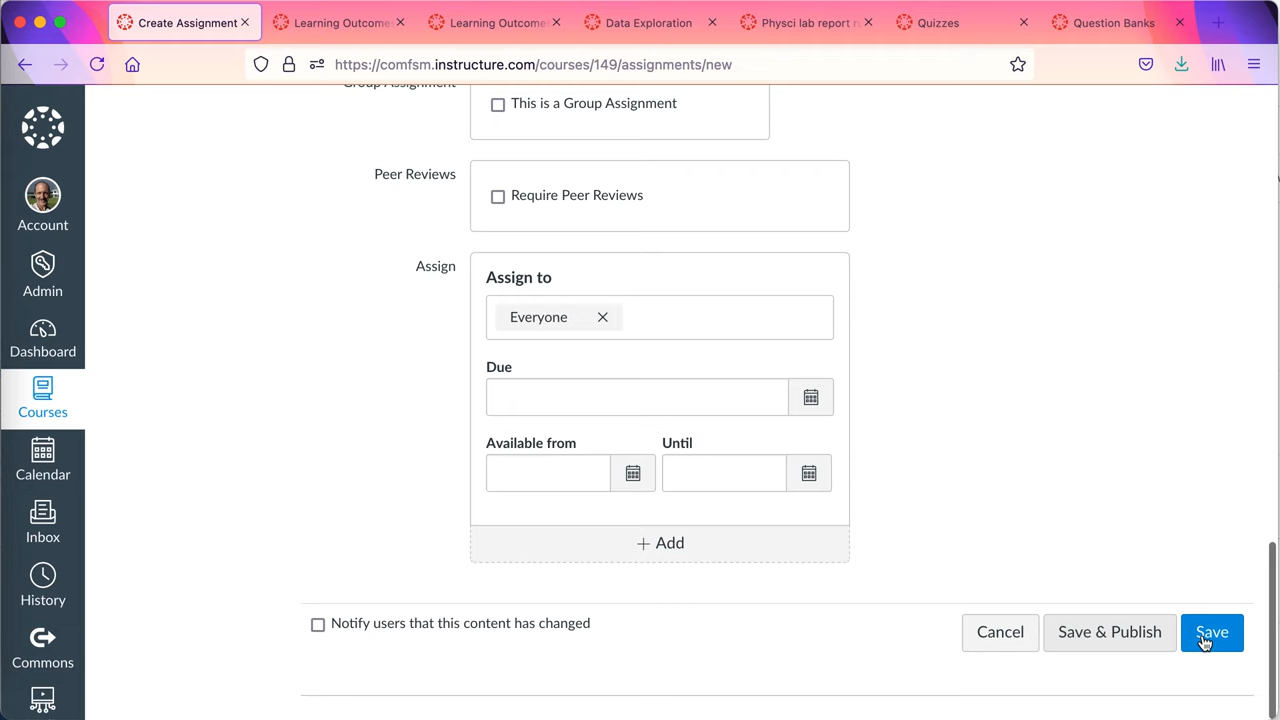 Create Assignment
Learning Outcome
Learning Outcome
Data Exploration
Physci lab report r
Quizzes
Question Banks
https://comfsm.instructure.com/courses/149/assignments/new
Account
Admin
Dashboard
Courses
Calendar
Inbox
History
Commons
Group Assignment
This is a Group Assignment
Peer Reviews
Require Peer Reviews
Assign
Assign to
Everyone
Due
Available from
Until
+ Add
Notify users that this content has changed
Cancel
Save & Publish
Save